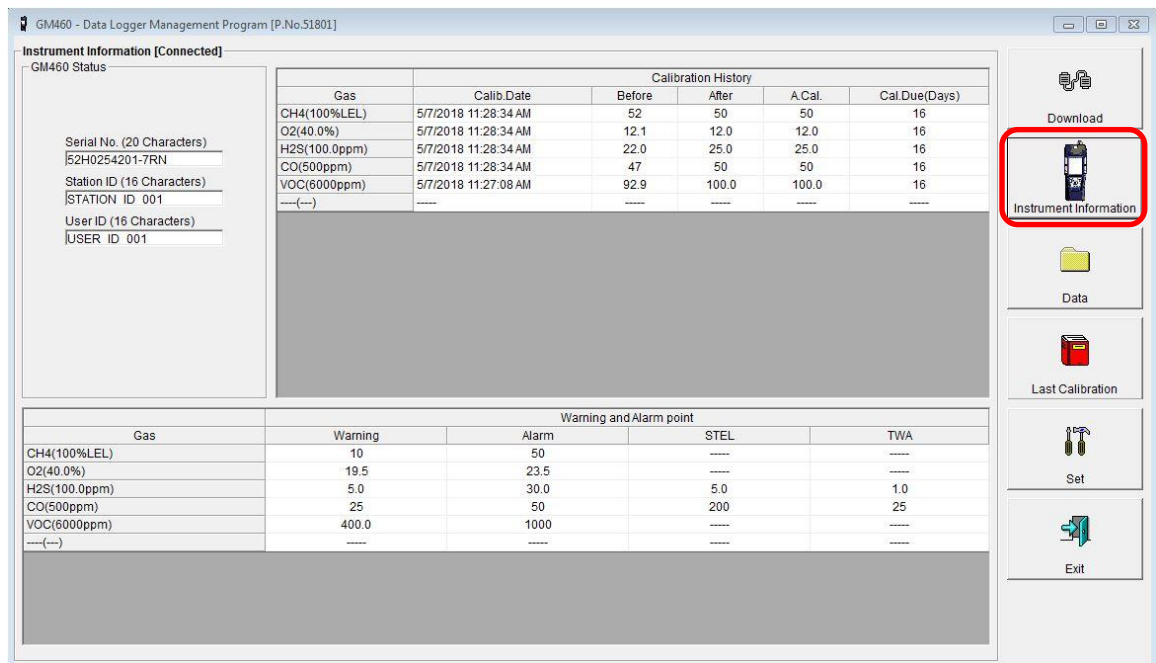 GM460 - Data Logger Management Program [P.No.51801]
Instrument Information [Connected]
GM460 Status
Serial No. (20 Characters)
52H0254201-7RN
Station ID (16 Characters)
STATION ID 001
User ID (16 Characters)
USER ID 001
Calibration History
Gas Calib.Date Before After A.Cal. Cal.Due(Days)
CH4(100%LEL) 5/7/2018 11:28:34 AM 52 50 50 16
O2(40.0%) 5/7/2018 11:28:34 AM 12.1 12.0 12.0 16
H2S(100.0ppm) 5/7/2018 11:28:34 AM 22.0 25.0 25.0 16
CO(500ppm) 5/7/2018 11:28:34 AM 47 50 50 16
VOC(6000ppm) 5/7/2018 11:27:08 AM 92.9 100.0 100.0 16
----(---) ----- ----- ----- ----- -----
Warning and Alarm point
Gas Warning Alarm STEL TWA
CH4(100%LEL) 10 50 ----- -----
O2(40.0%) 19.5 23.5 ----- -----
H2S(100.0ppm) 5.0 30.0 5.0 1.0
CO(500ppm) 25 50 200 25
VOC(6000ppm) 400.0 1000 ----- -----
----(---) ----- ----- ----- -----
Download
Instrument Information
Data
Last Calibration
Set
Exit